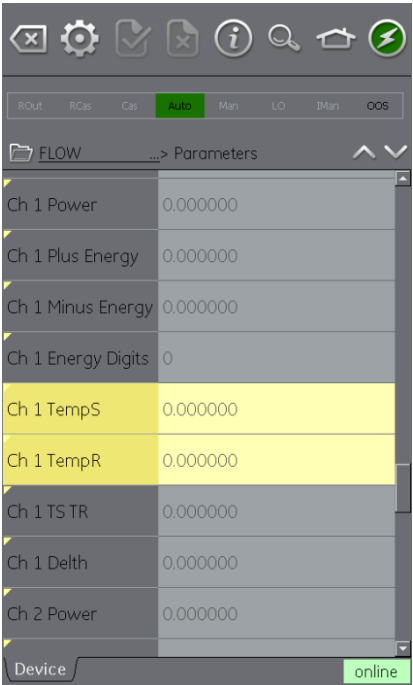 ROut RCas Cas Auto Man LO IMan OOS
FLOW ...> Parameters
Ch 1 Power 0.000000
Ch 1 Plus Energy 0.000000
Ch 1 Minus Energy 0.000000
Ch 1 Energy Digits 0
Ch 1 TempS 0.000000
Ch 1 TempR 0.000000
Ch 1 TS TR 0.000000
Ch 1 Delth 0.000000
Ch 2 Power 0.000000
Device online